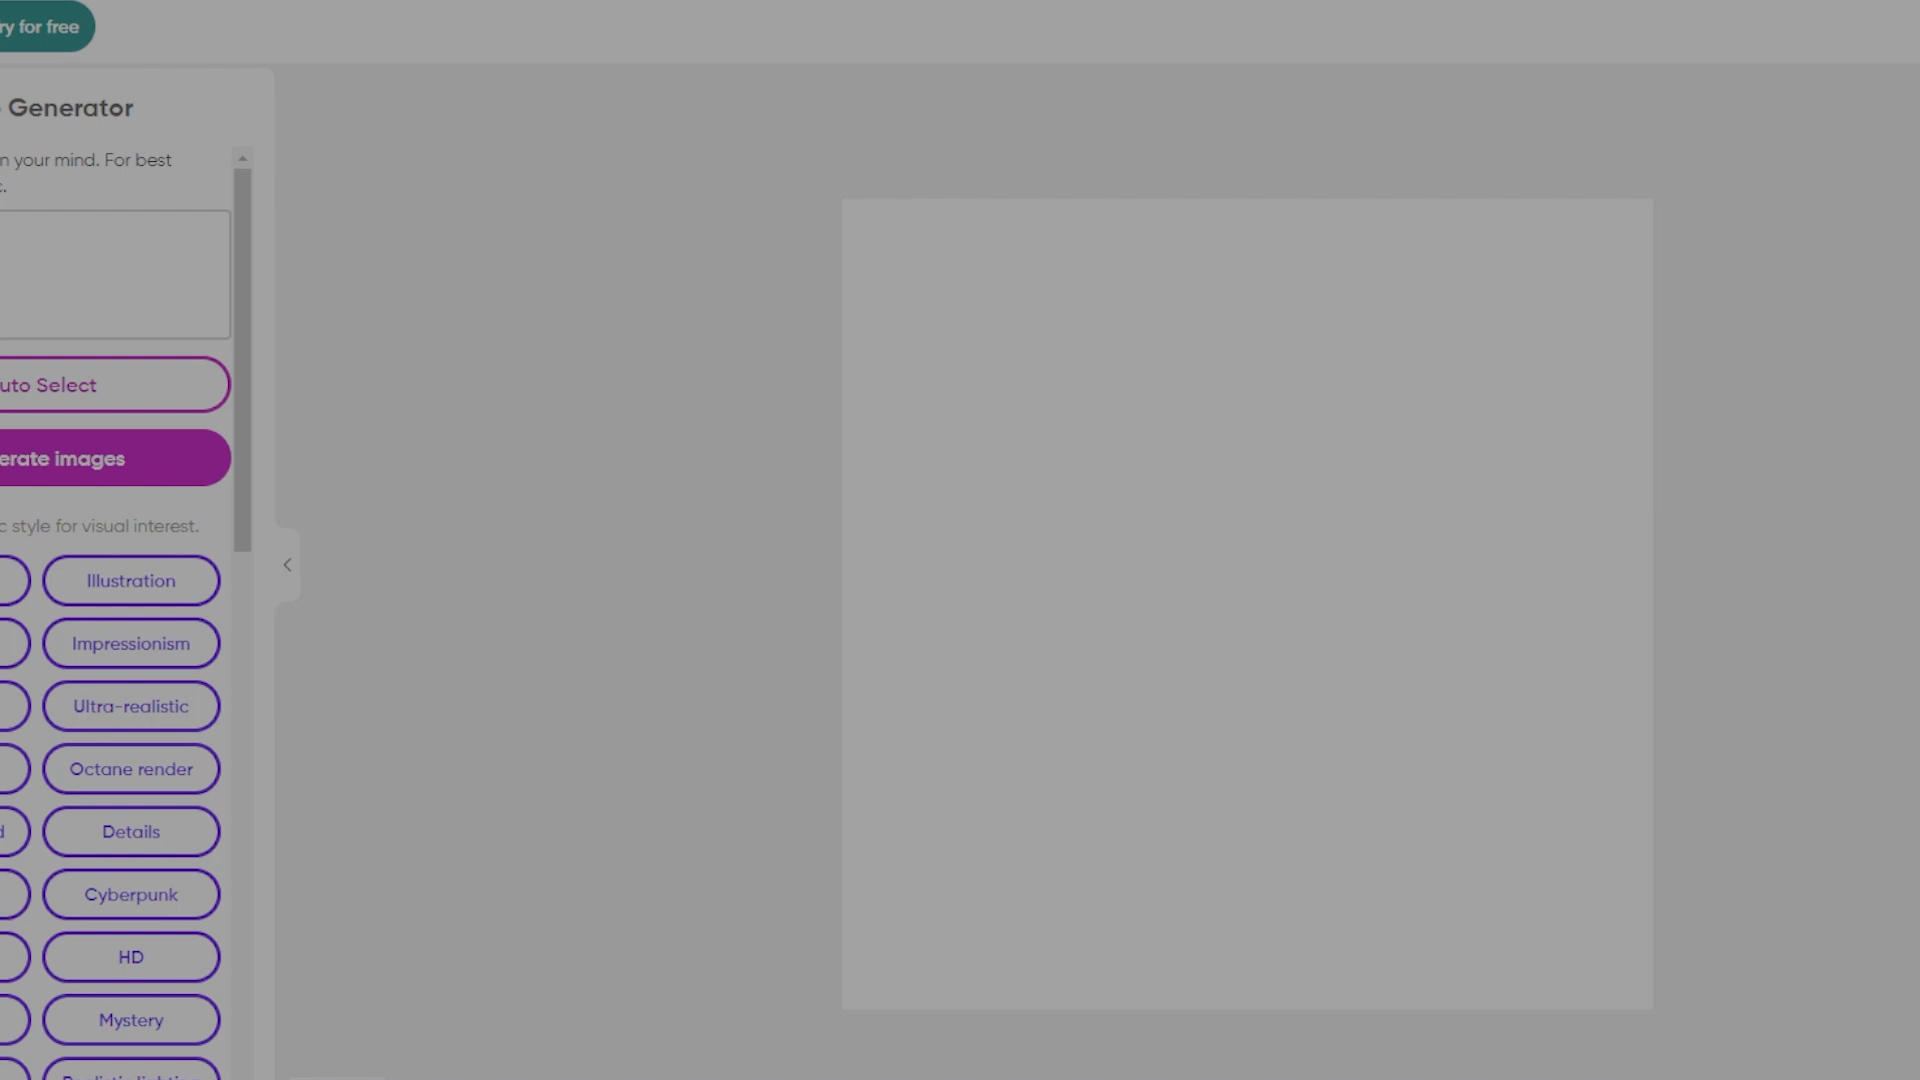 ry for free
Generator
n your mind. For best
c.
uto Select
erate images
c style for visual interest.
Illustration
Impressionism
Ultra-realistic
Octane render
d
Details
Cyberpunk
HD
Mystery